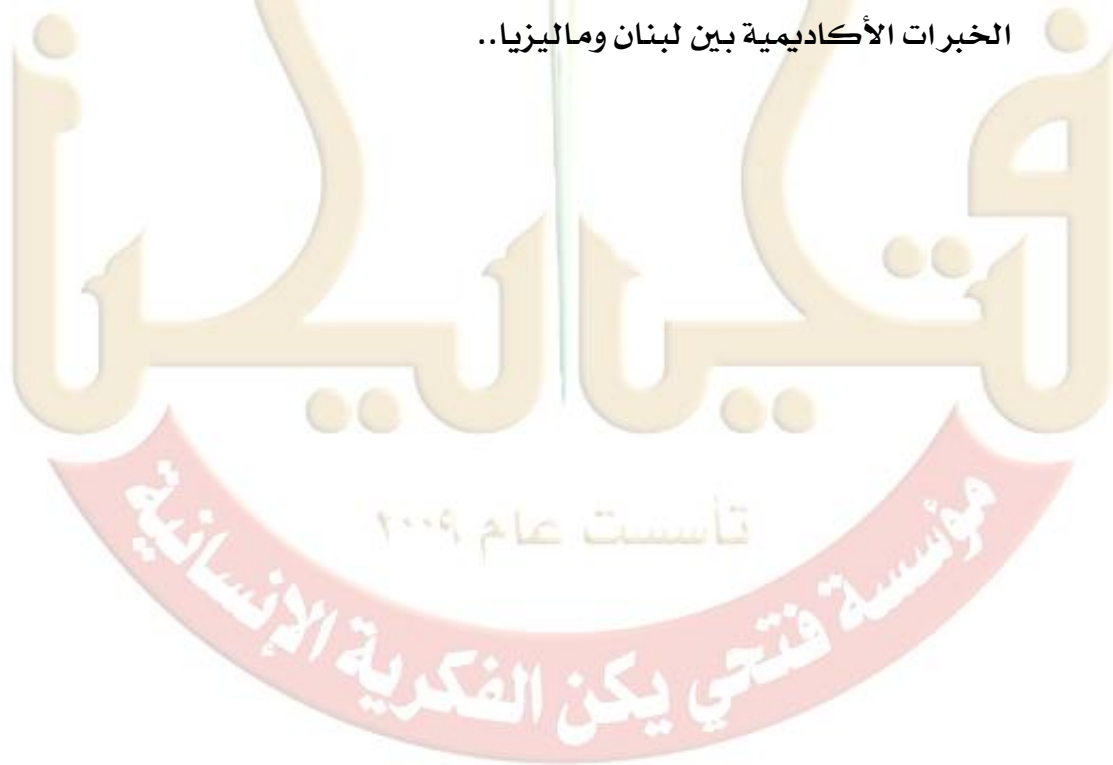 الخبرات الأكاديمية بين لبنان وماليزيا..
تأسست عام ٢٠٠٩
مؤسسة فتحي يكن الفكرية الإنسانية